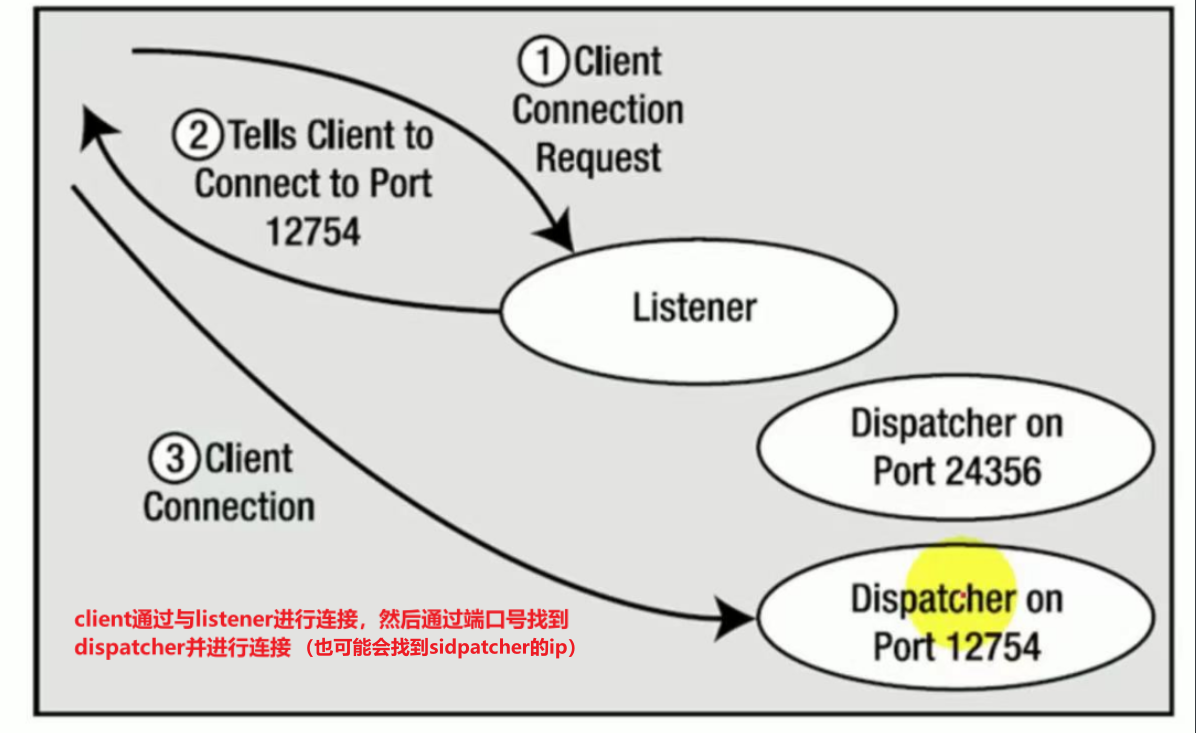 ① Client
Connection
Request
② Tells Client to
Connect to Port
12754
Listener
Dispatcher on
Port 24356
③ Client
Connection
Dispatcher on
Port 12754
client通过与listener进行连接，然后通过端口号找到
dispatcher并进行连接（也可能会找到sidpatcher的ip）